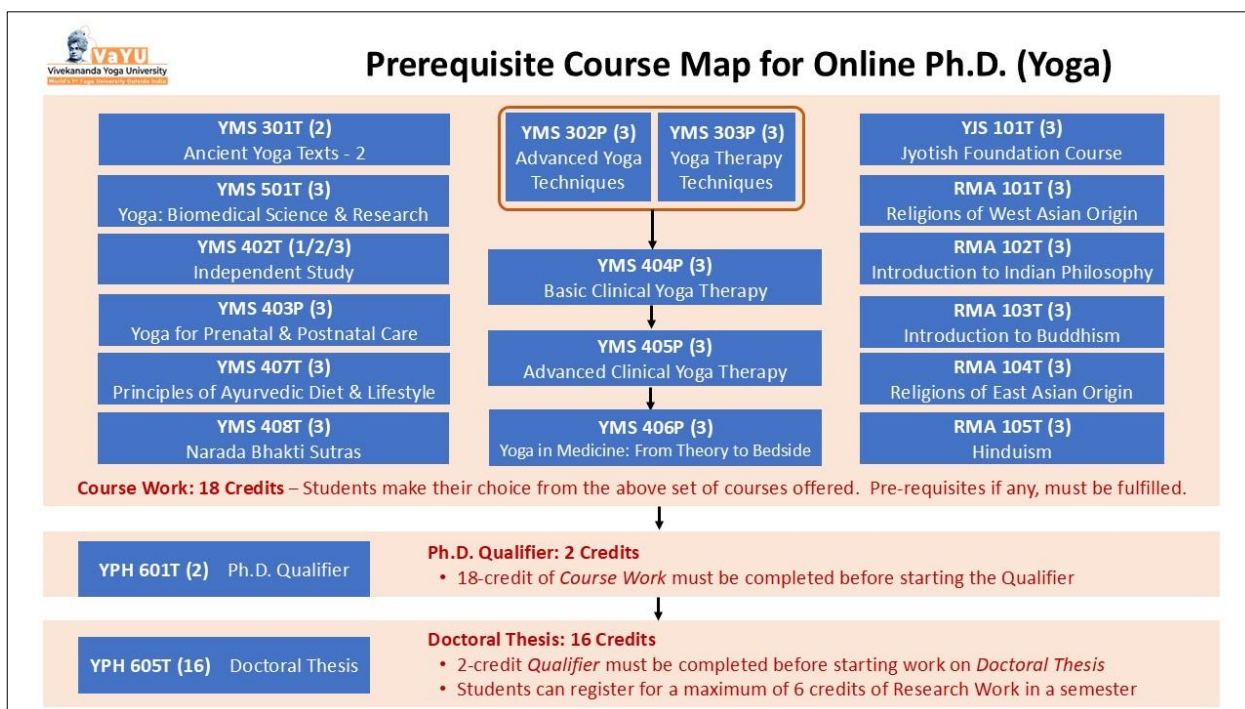 VaYU
Vivekananda Yoga University
World's 1st Yoga University Outside India
Prerequisite Course Map for Online Ph.D. (Yoga)
YMS 301T (2)
Ancient Yoga Texts - 2
YMS 501T (3)
Yoga: Biomedical Science & Research
YMS 402T (1/2/3)
Independent Study
YMS 403P (3)
Yoga for Prenatal & Postnatal Care
YMS 407T (3)
Principles of Ayurvedic Diet & Lifestyle
YMS 408T (3)
Narada Bhakti Sutras
YMS 302P (3)
Advanced Yoga
Techniques
YMS 303P (3)
Yoga Therapy
Techniques
YMS 404P (3)
Basic Clinical Yoga Therapy
YMS 405P (3)
Advanced Clinical Yoga Therapy
YMS 406P (3)
Yoga in Medicine: From Theory to Bedside
YJS 101T (3)
Jyotish Foundation Course
RMA 101T (3)
Religions of West Asian Origin
RMA 102T (3)
Introduction to Indian Philosophy
RMA 103T (3)
Introduction to Buddhism
RMA 104T (3)
Religions of East Asian Origin
RMA 105T (3)
Hinduism
Course Work: 18 Credits – Students make their choice from the above set of courses offered. Pre-requisites if any, must be fulfilled.
YPH 601T (2) Ph.D. Qualifier
Ph.D. Qualifier: 2 Credits
• 18-credit of Course Work must be completed before starting the Qualifier
YPH 605T (16) Doctoral Thesis
Doctoral Thesis: 16 Credits
• 2-credit Qualifier must be completed before starting work on Doctoral Thesis
• Students can register for a maximum of 6 credits of Research Work in a semester